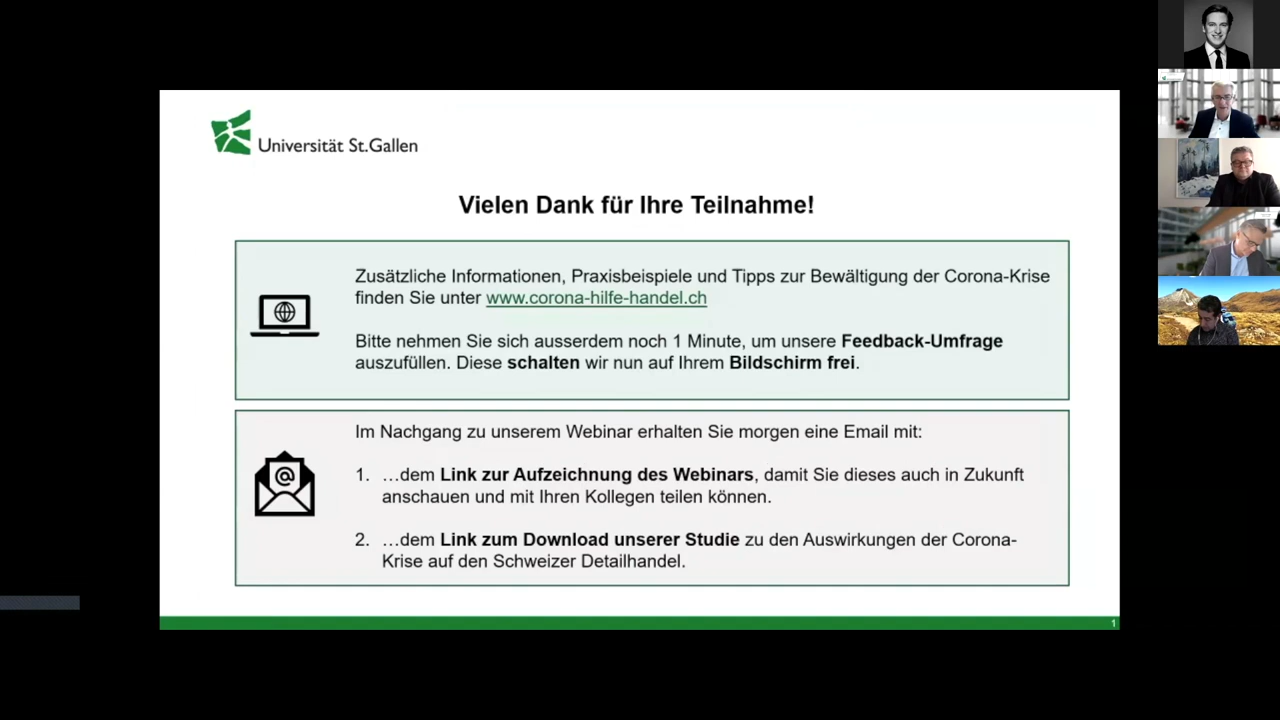 Universität St.Gallen
Vielen Dank für Ihre Teilnahme!
Zusätzliche Informationen, Praxisbeispiele und Tipps zur Bewältigung der Corona-Krise
finden Sie unter www.corona-hilfe-handel.ch
Bitte nehmen Sie sich ausserdem noch 1 Minute, um unsere Feedback-Umfrage
auszufüllen. Diese schalten wir nun auf Ihrem Bildschirm frei.
Im Nachgang zu unserem Webinar erhalten Sie morgen eine Email mit:
1. …dem Link zur Aufzeichnung des Webinars, damit Sie dieses auch in Zukunft
anschauen und mit Ihren Kollegen teilen können.
2. …dem Link zum Download unserer Studie zu den Auswirkungen der Corona-
Krise auf den Schweizer Detailhandel.
1